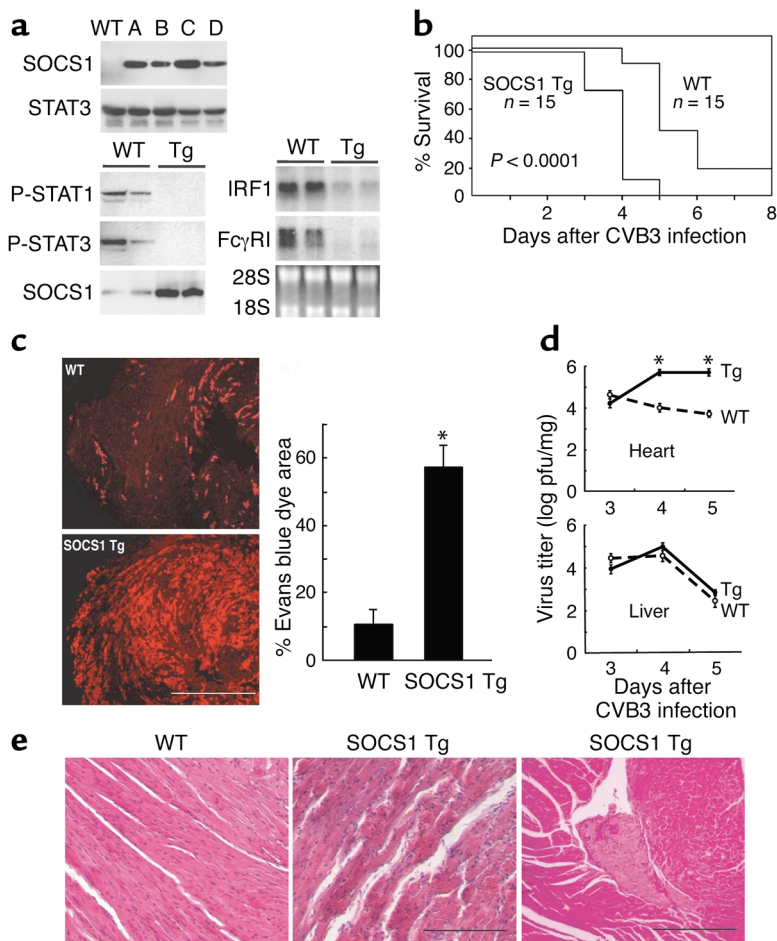 a
WT A B C D
SOCS1
STAT3
WT Tg
P-STAT1
P-STAT3
SOCS1
WT Tg
IRF1
FcγRI
28S
18S
b
% Survival
100
80
60
40
20
0
SOCS1 Tg
n = 15
WT
n = 15
P < 0.0001
2 4 6 8
Days after CVB3 infection
c
WT
SOCS1 Tg
% Evans blue dye area
60
40
20
0
*
WT SOCS1 Tg
d
Virus titer (log pfu/mg)
6
4
2
0
* *
Tg
WT
Heart
3 4 5
6
4
2
0
Tg
WT
Liver
3 4 5
Days after
CVB3 infection
e
WT SOCS1 Tg SOCS1 Tg